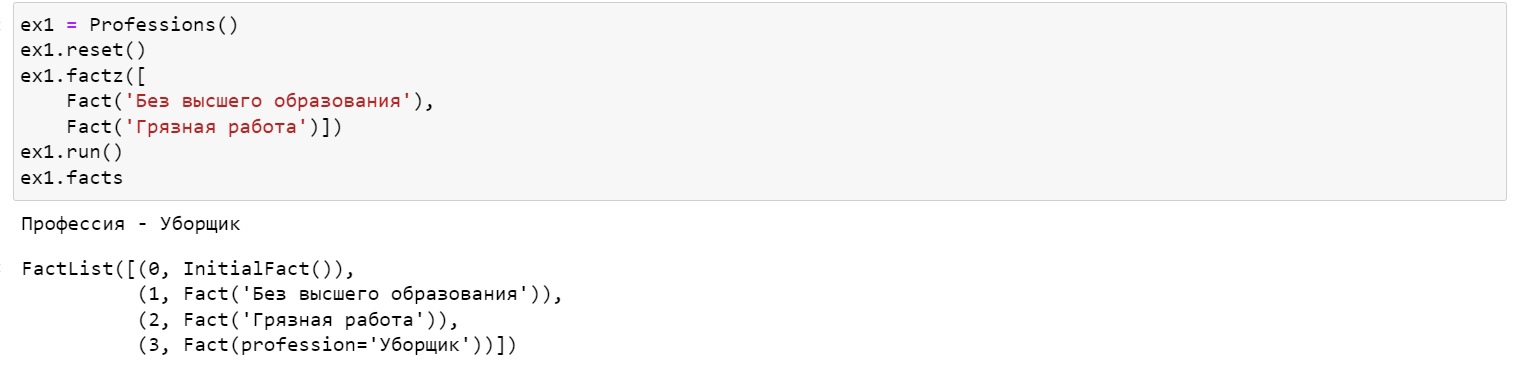 ex1 = Professions()
ex1.reset()
ex1.factz([
    Fact('Без высшего образования'),
    Fact('Грязная работа')])
ex1.run()
ex1.facts
Профессия - Уборщик
FactList([(0, InitialFact()),
          (1, Fact('Без высшего образования')),
          (2, Fact('Грязная работа')),
          (3, Fact(profession='Уборщик'))])